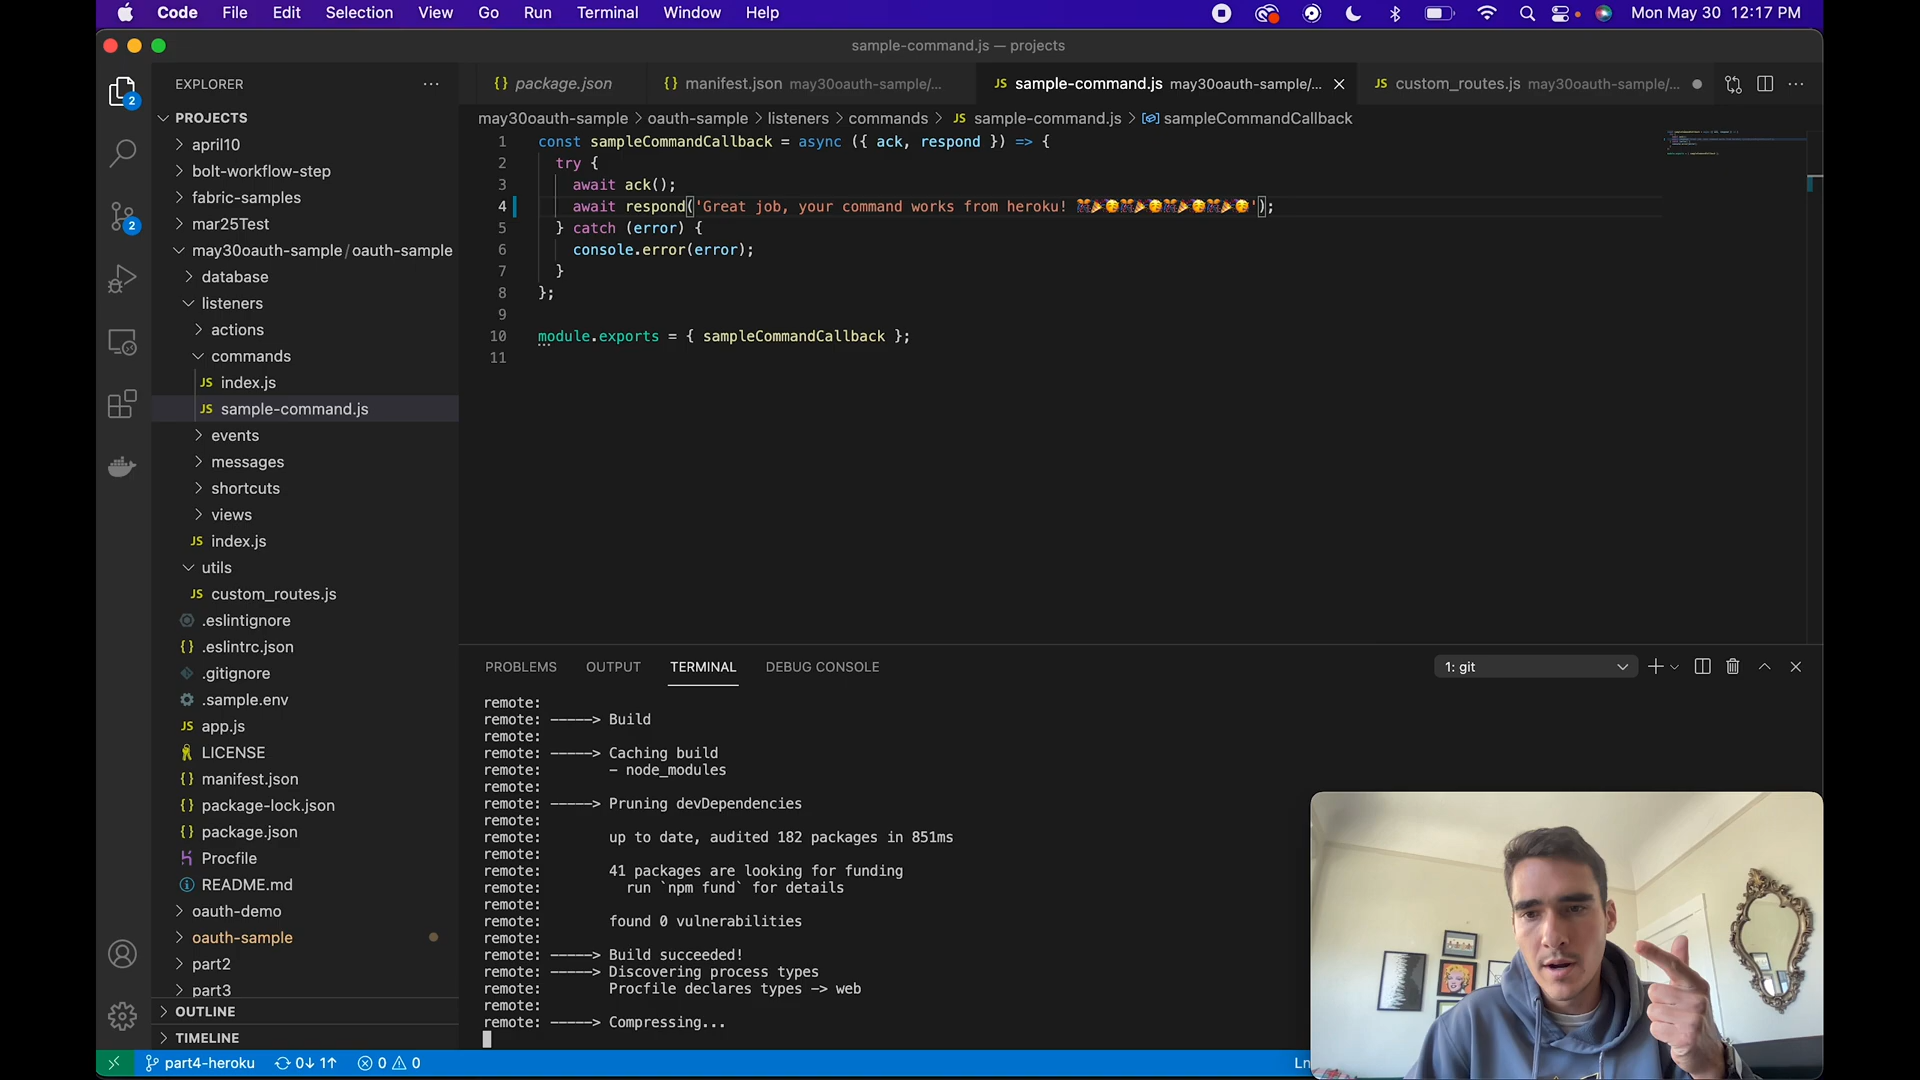 Code File Edit Selection View Go Run Terminal Window Help Mon May 30 12:17 PM
sample-command.js — projects
EXPLORER
PROJECTS
april10
bolt-workflow-step
fabric-samples
mar25Test
may30oauth-sample / oauth-sample
database
listeners
actions
commands
JS index.js
JS sample-command.js
events
messages
shortcuts
views
JS index.js
utils
JS custom_routes.js
.eslintignore
{} .eslintrc.json
.gitignore
.sample.env
JS app.js
LICENSE
{} manifest.json
{} package-lock.json
{} package.json
Procfile
README.md
oauth-demo
oauth-sample
part2
part3
OUTLINE
TIMELINE
2
2
{} package.json {} manifest.json may30oauth-sample/... JS sample-command.js may30oauth-sample/... JS custom_routes.js may30oauth-sample/...
may30oauth-sample > oauth-sample > listeners > commands > JS sample-command.js > sampleCommandCallback
1 const sampleCommandCallback = async ({ ack, respond }) => {
2 try {
3 await ack();
4 await respond('Great job, your command works from heroku! 🎊🎉🥳🎊🎉🥳🎊🎉🥳🎊🎉🥳');
5 } catch (error) {
6 console.error(error);
7 }
8 };
9
10 module.exports = { sampleCommandCallback };
11
PROBLEMS OUTPUT TERMINAL DEBUG CONSOLE 1: git
remote:
remote: -----> Build
remote:
remote: -----> Caching build
remote: - node_modules
remote:
remote: -----> Pruning devDependencies
remote:
remote: up to date, audited 182 packages in 851ms
remote:
remote: 41 packages are looking for funding
remote: run `npm fund` for details
remote:
remote: found 0 vulnerabilities
remote:
remote: -----> Build succeeded!
remote: -----> Discovering process types
remote: Procfile declares types -> web
remote:
remote: -----> Compressing...
part4-heroku 0↓ 1↑ 0 0 Ln